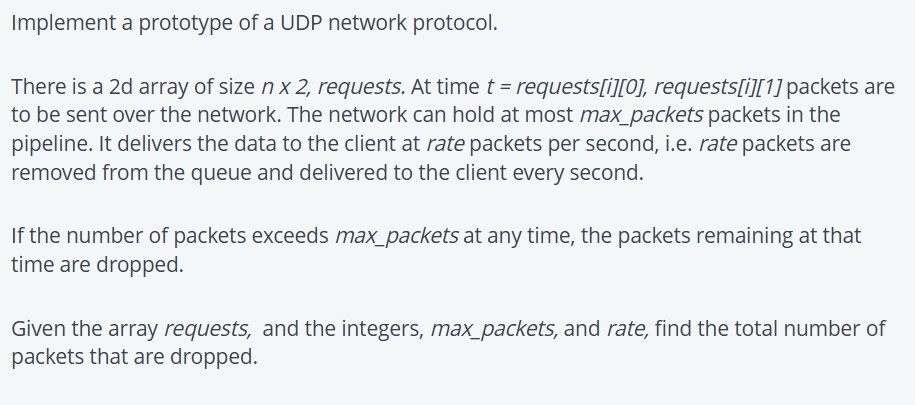 Implement a prototype of a UDP network protocol.
There is a 2d array of size n x 2, requests. At time t = requests[i][0], requests[i][1] packets are
to be sent over the network. The network can hold at most max_packets packets in the
pipeline. It delivers the data to the client at rate packets per second, i.e. rate packets are
removed from the queue and delivered to the client every second.
If the number of packets exceeds max_packets at any time, the packets remaining at that
time are dropped.
Given the array requests, and the integers, max_packets, and rate, find the total number of
packets that are dropped.